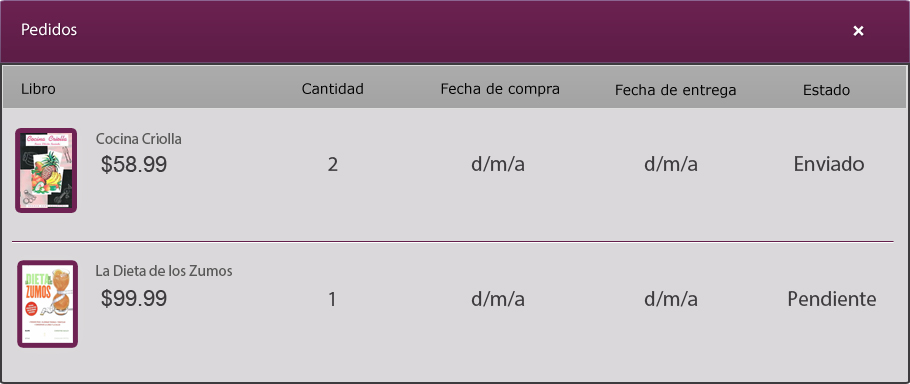 Pedidos
Libro Cantidad Fecha de compra Fecha de entrega Estado
Cocina Criolla
$58.99 2 d/m/a d/m/a Enviado
Cocina Criolla
La Dieta de los Zumos
$99.99 1 d/m/a d/m/a Pendiente
DIETA
ZUMOS